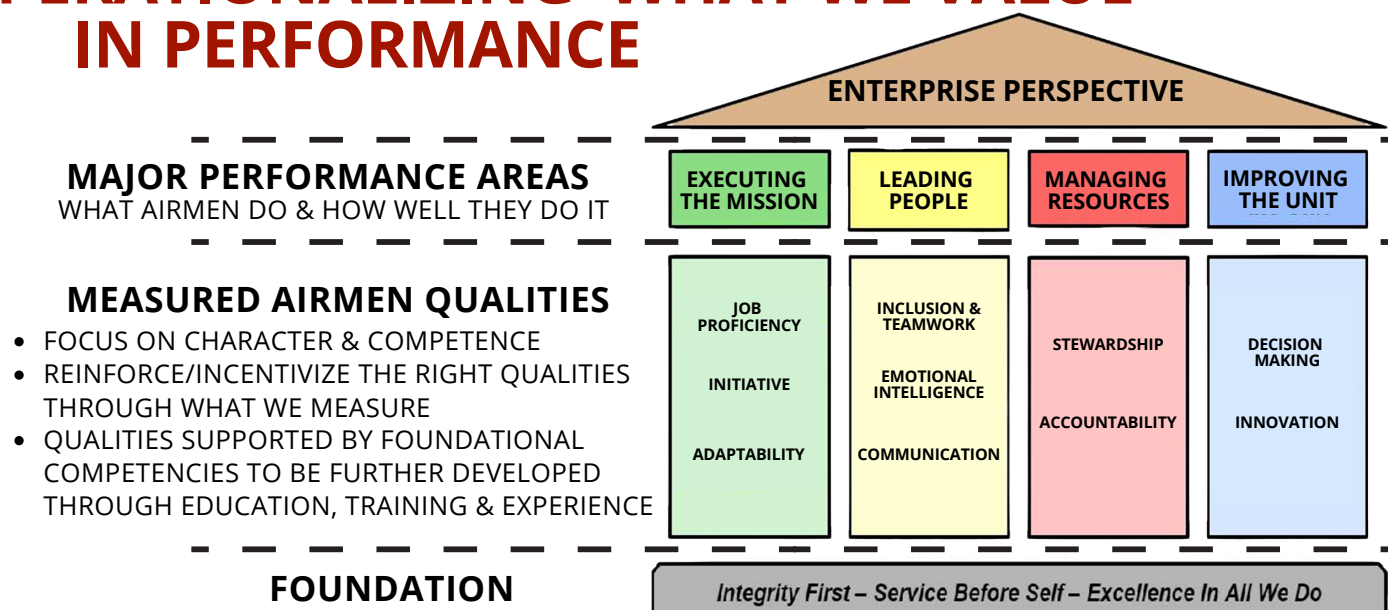 IN PERFORMANCE
ENTERPRISE PERSPECTIVE
MAJOR PERFORMANCE AREAS
WHAT AIRMEN DO & HOW WELL THEY DO IT
EXECUTING
THE MISSION
LEADING
PEOPLE
MANAGING
RESOURCES
IMPROVING
THE UNIT
MEASURED AIRMEN QUALITIES
• FOCUS ON CHARACTER & COMPETENCE
• REINFORCE/INCENTIVIZE THE RIGHT QUALITIES
THROUGH WHAT WE MEASURE
• QUALITIES SUPPORTED BY FOUNDATIONAL
COMPETENCIES TO BE FURTHER DEVELOPED
THROUGH EDUCATION, TRAINING & EXPERIENCE
JOB
PROFICIENCY
INITIATIVE
ADAPTABILITY
INCLUSION &
TEAMWORK
EMOTIONAL
INTELLIGENCE
COMMUNICATION
STEWARDSHIP
ACCOUNTABILITY
DECISION
MAKING
INNOVATION
FOUNDATION
Integrity First – Service Before Self – Excellence In All We Do